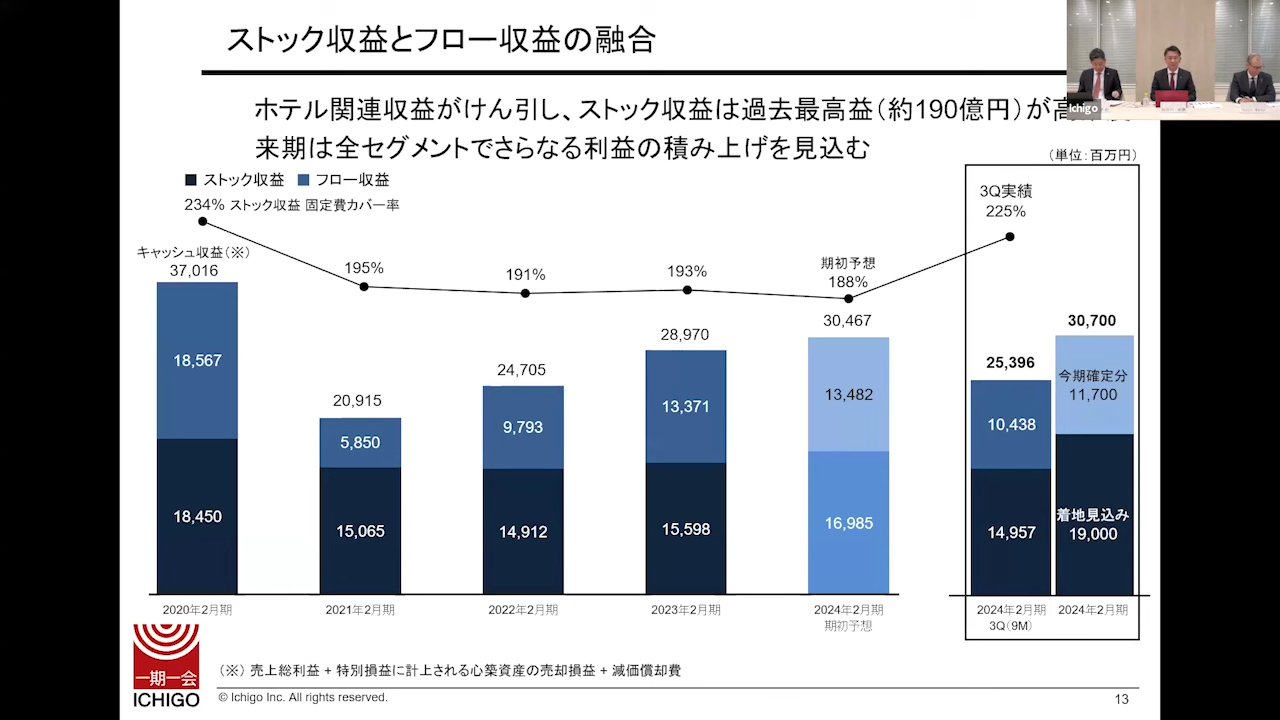 ストック収益とフロー収益の融合
Ichigo
ホテル関連収益がけん引し、ストック収益は過去最高益（約190億円）が
来期は全セグメントでさらなる利益の積み上げを見込む
（単位：百万円）
ストック収益 フロー収益
234% ストック収益 固定費カバー率
キャッシュ収益（※）
37,016
18,567
18,450
2020年2月期
195%
20,915
5,850
15,065
2021年2月期
191%
24,705
9,793
14,912
2022年2月期
193%
28,970
13,371
15,598
2023年2月期
期初予想
188%
30,467
13,482
16,985
2024年2月期
期初予想
3Q実績
225%
25,396
10,438
14,957
2024年2月期
3Q（9M）
30,700
今期確定分
11,700
着地見込み
19,000
2024年2月期
一期一会
ICHIGO
（※） 売上総利益 + 特別損益に計上される心築資産の売却損益 + 減価償却費
© Ichigo Inc. All rights reserved.
13